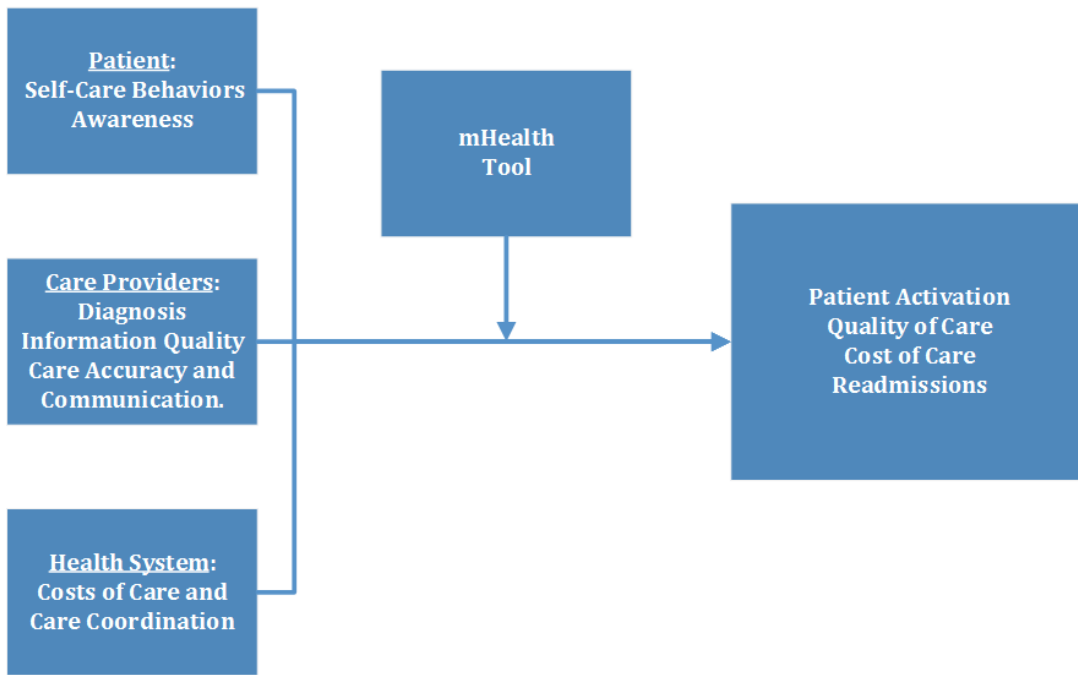 Patient:
Self-Care Behaviors
Awareness
mHealth
Tool
Care Providers:
Diagnosis
Information Quality
Care Accuracy and
Communication.
Patient Activation
Quality of Care
Cost of Care
Readmissions
Health System:
Costs of Care and
Care Coordination